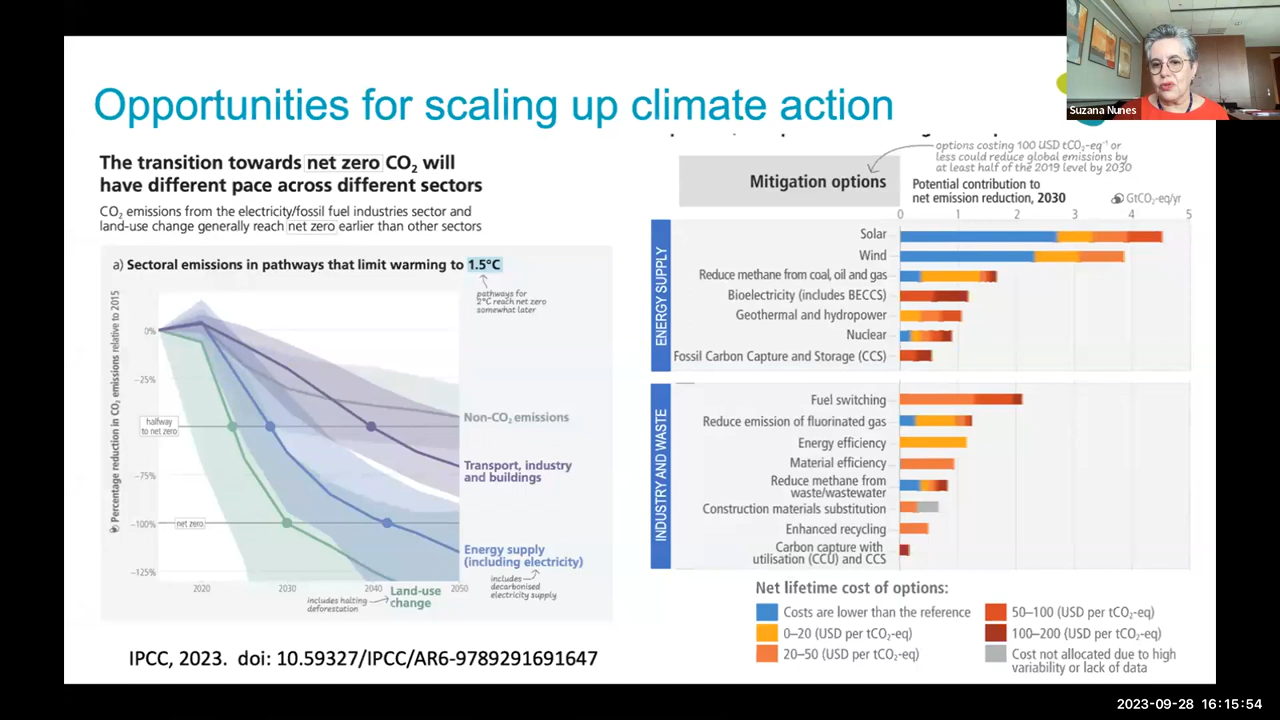 Opportunities for scaling up climate action
Suzana Nunes
The transition towards net zero CO₂ will
have different pace across different sectors
CO₂ emissions from the electricity/fossil fuel industries sector and
land-use change generally reach net zero earlier than other sectors
a) Sectoral emissions in pathways that limit warming to 1.5°C
pathways for
2°C reach net zero
somewhat later
Percentage reduction in CO₂ emissions relative to 2015
0%
−25%
halfway
to net zero
−75%
−100%
net zero
−125%
2020
2030
2040
2050
Non-CO₂ emissions
Transport, industry
and buildings
Energy supply
(including electricity)
includes
decarbonised
electricity supply
Land-use
change
includes halting
deforestation
IPCC, 2023. doi: 10.59327/IPCC/AR6-9789291691647
options costing 100 USD tCO₂-eq⁻¹ or
less could reduce global emissions by
at least half of the 2019 level by 2030
Mitigation options
Potential contribution to
net emission reduction, 2030
GtCO₂-eq/yr
0 1 2 3 4 5
ENERGY SUPPLY
Solar
Wind
Reduce methane from coal, oil and gas
Bioelectricity (includes BECCS)
Geothermal and hydropower
Nuclear
Fossil Carbon Capture and Storage (CCS)
INDUSTRY AND WASTE
Fuel switching
Reduce emission of fluorinated gas
Energy efficiency
Material efficiency
Reduce methane from
waste/wastewater
Construction materials substitution
Enhanced recycling
Carbon capture with
utilisation (CCU) and CCS
Net lifetime cost of options:
Costs are lower than the reference
0–20 (USD per tCO₂-eq)
20–50 (USD per tCO₂-eq)
50–100 (USD per tCO₂-eq)
100–200 (USD per tCO₂-eq)
Cost not allocated due to high
variability or lack of data
2023-09-28 16:15:54